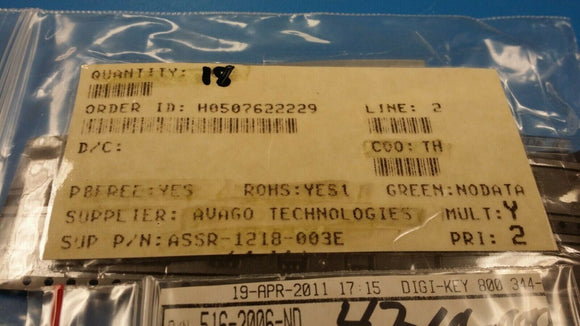 QUANTITY: 18
ORDER ID: H0507622229 LINE: 2
D/C: COO: TH
PBFREE:YES ROHS:YES1 GREEN:NODATA
SUPPLIER: AVAGO TECHNOLOGIES MULT:Y
SUP P/N:ASSR-1218-003E PRI: 2
19-APR-2011 17:15 DIGI-KEY 800 344-
516-2006-ND